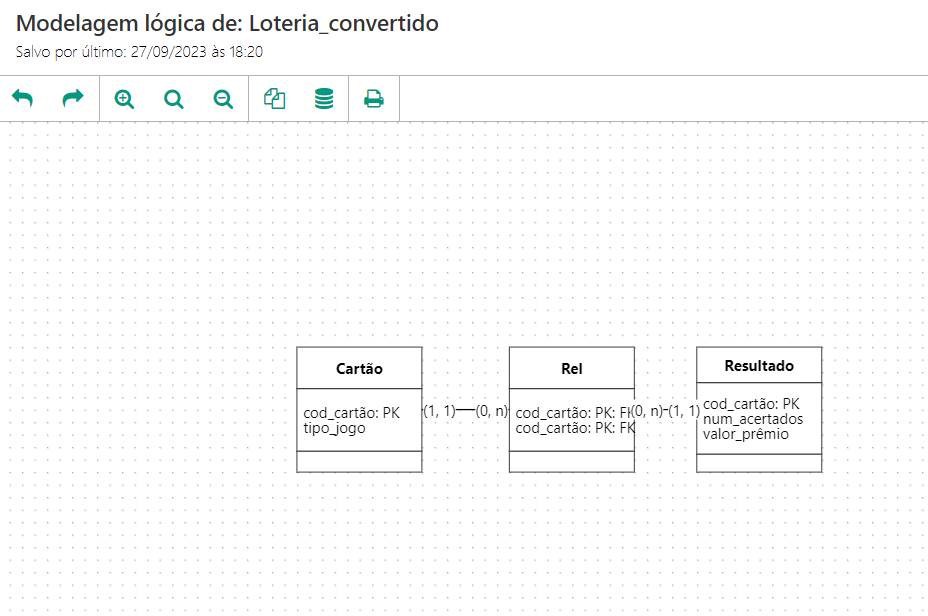 Modelagem lógica de: Loteria_convertido
Salvo por último: 27/09/2023 às 18:20
Cartão
cod_cartão: PK
tipo_jogo
(1, 1)
(0, n)
Rel
cod_cartão: PK: FK
cod_cartão: PK: FK
(0, n)
(1, 1)
Resultado
cod_cartão: PK
num_acertados
valor_prêmio